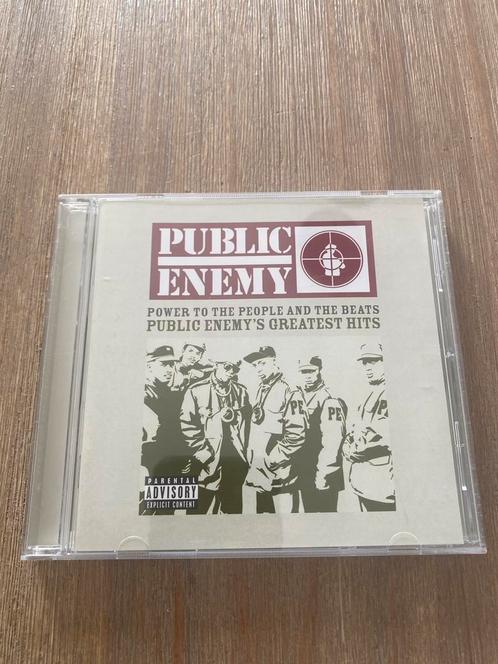 PUBLIC
ENEMY
POWER TO THE PEOPLE AND THE BEATS
PUBLIC ENEMY'S GREATEST HITS
PE
PE
PE
PARENTAL
ADVISORY
EXPLICIT CONTENT